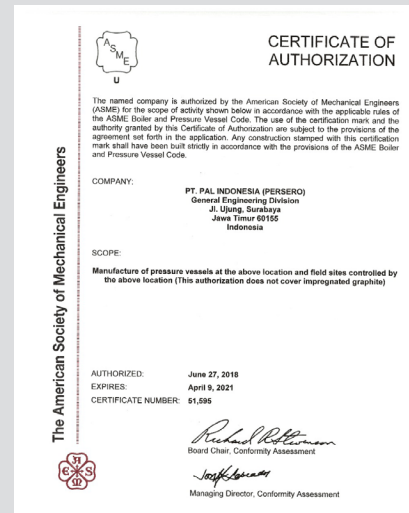 ASME
U
CERTIFICATE OF
AUTHORIZATION
The named company is authorized by the American Society of Mechanical Engineers
(ASME) for the scope of activity shown below in accordance with the applicable rules of
the ASME Boiler and Pressure Vessel Code. The use of the certification mark and the
authority granted by this Certificate of Authorization are subject to the provisions of the
agreement set forth in the application. Any construction stamped with this certification
mark shall have been built strictly in accordance with the provisions of the ASME Boiler
and Pressure Vessel Code.
COMPANY:
PT. PAL INDONESIA (PERSERO)
General Engineering Division
Jl. Ujung, Surabaya
Jawa Timur 60155
Indonesia
SCOPE:
Manufacture of pressure vessels at the above location and field sites controlled by
the above location (This authorization does not cover impregnated graphite)
AUTHORIZED: June 27, 2018
EXPIRES: April 9, 2021
CERTIFICATE NUMBER: 51,595
Board Chair, Conformity Assessment
Managing Director, Conformity Assessment
The American Society of Mechanical Engineers